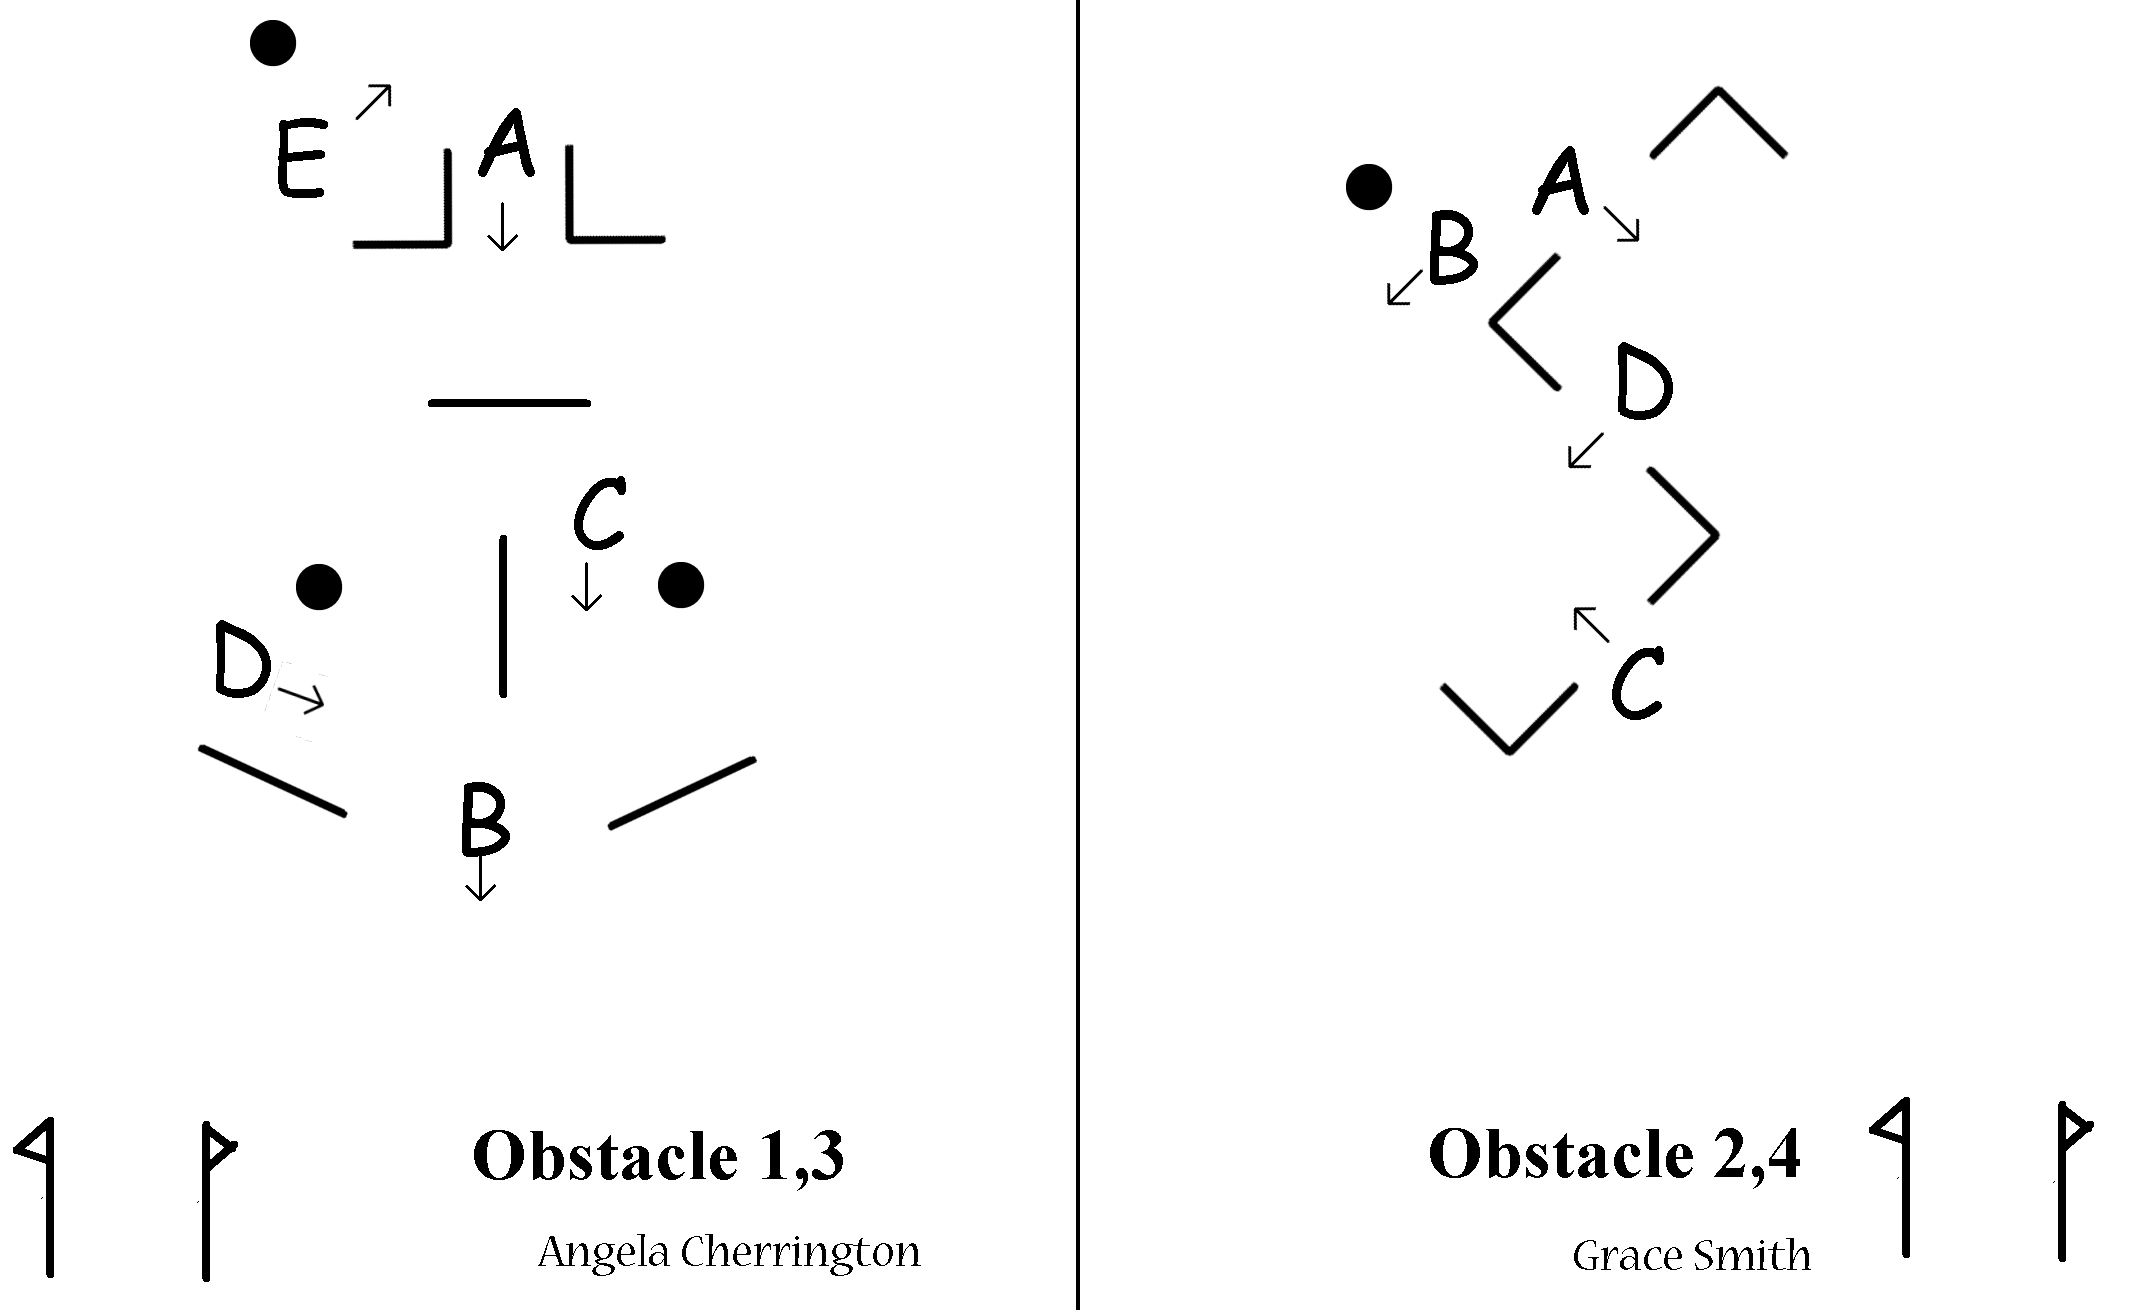 E
A
C
D
B
Obstacle 1,3
Angela Cherrington
A
B
D
C
Obstacle 2,4
Grace Smith